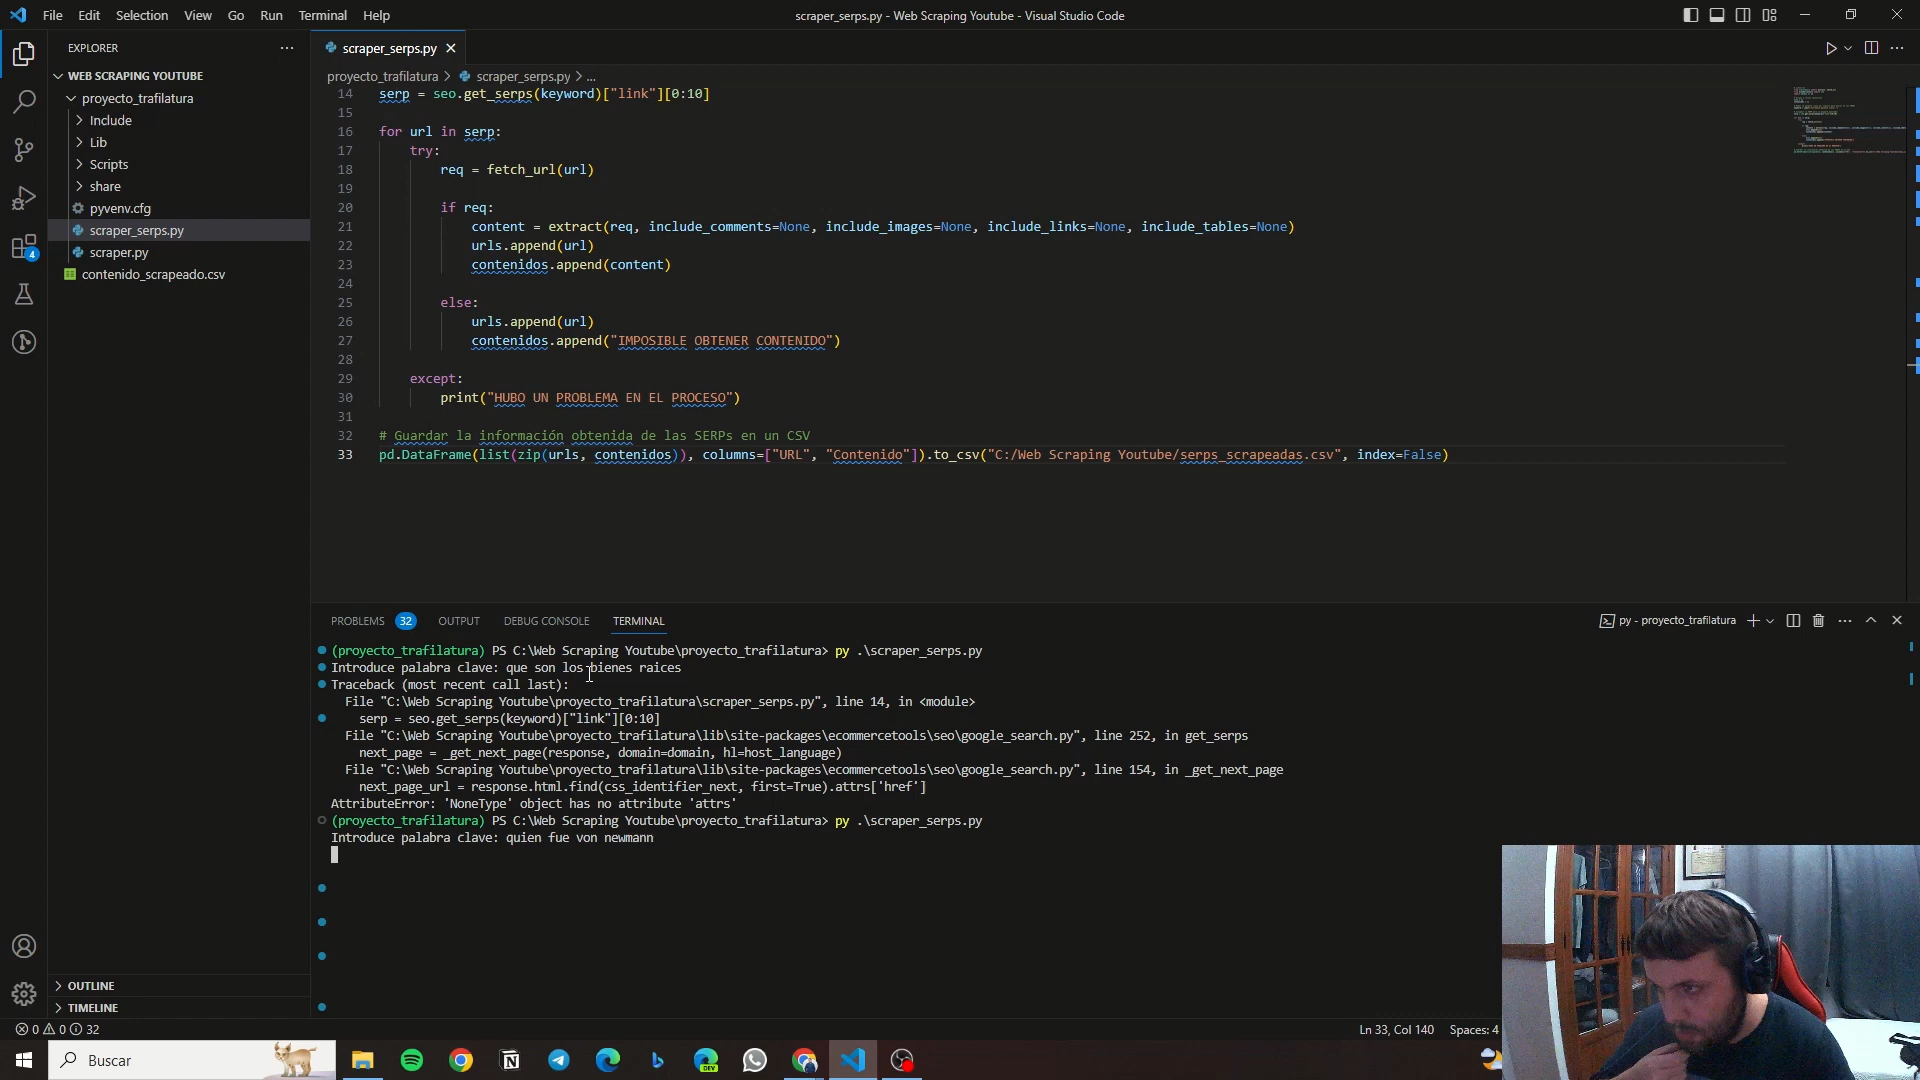 File Edit Selection View Go Run Terminal Help
scraper_serps.py - Web Scraping Youtube - Visual Studio Code
EXPLORER
WEB SCRAPING YOUTUBE
proyecto_trafilatura
Include
Lib
Scripts
share
pyvenv.cfg
scraper_serps.py
scraper.py
contenido_scrapeado.csv
OUTLINE
TIMELINE
4
scraper_serps.py
proyecto_trafilatura > scraper_serps.py > ...
14 serp = seo.get_serps(keyword)["link"][0:10]
15
16 for url in serp:
17 try:
18 req = fetch_url(url)
19
20 if req:
21 content = extract(req, include_comments=None, include_images=None, include_links=None, include_tables=None)
22 urls.append(url)
23 contenidos.append(content)
24
25 else:
26 urls.append(url)
27 contenidos.append("IMPOSIBLE OBTENER CONTENIDO")
28
29 except:
30 print("HUBO UN PROBLEMA EN EL PROCESO")
31
32 # Guardar la información obtenida de las SERPs en un CSV
33 pd.DataFrame(list(zip(urls, contenidos)), columns=["URL", "Contenido"]).to_csv("C:/Web Scraping Youtube/serps_scrapeadas.csv", index=False)
PROBLEMS 32 OUTPUT DEBUG CONSOLE TERMINAL
py - proyecto_trafilatura
(proyecto_trafilatura) PS C:\Web Scraping Youtube\proyecto_trafilatura> py .\scraper_serps.py
Introduce palabra clave: que son los bienes raices
Traceback (most recent call last):
File "C:\Web Scraping Youtube\proyecto_trafilatura\scraper_serps.py", line 14, in <module>
serp = seo.get_serps(keyword)["link"][0:10]
File "C:\Web Scraping Youtube\proyecto_trafilatura\lib\site-packages\ecommercetools\seo\google_search.py", line 252, in get_serps
next_page = _get_next_page(response, domain=domain, hl=host_language)
File "C:\Web Scraping Youtube\proyecto_trafilatura\lib\site-packages\ecommercetools\seo\google_search.py", line 154, in _get_next_page
next_page_url = response.html.find(css_identifier_next, first=True).attrs['href']
AttributeError: 'NoneType' object has no attribute 'attrs'
(proyecto_trafilatura) PS C:\Web Scraping Youtube\proyecto_trafilatura> py .\scraper_serps.py
Introduce palabra clave: quien fue von newmann
0 0 32
Ln 33, Col 140 Spaces: 4
Buscar
DEV